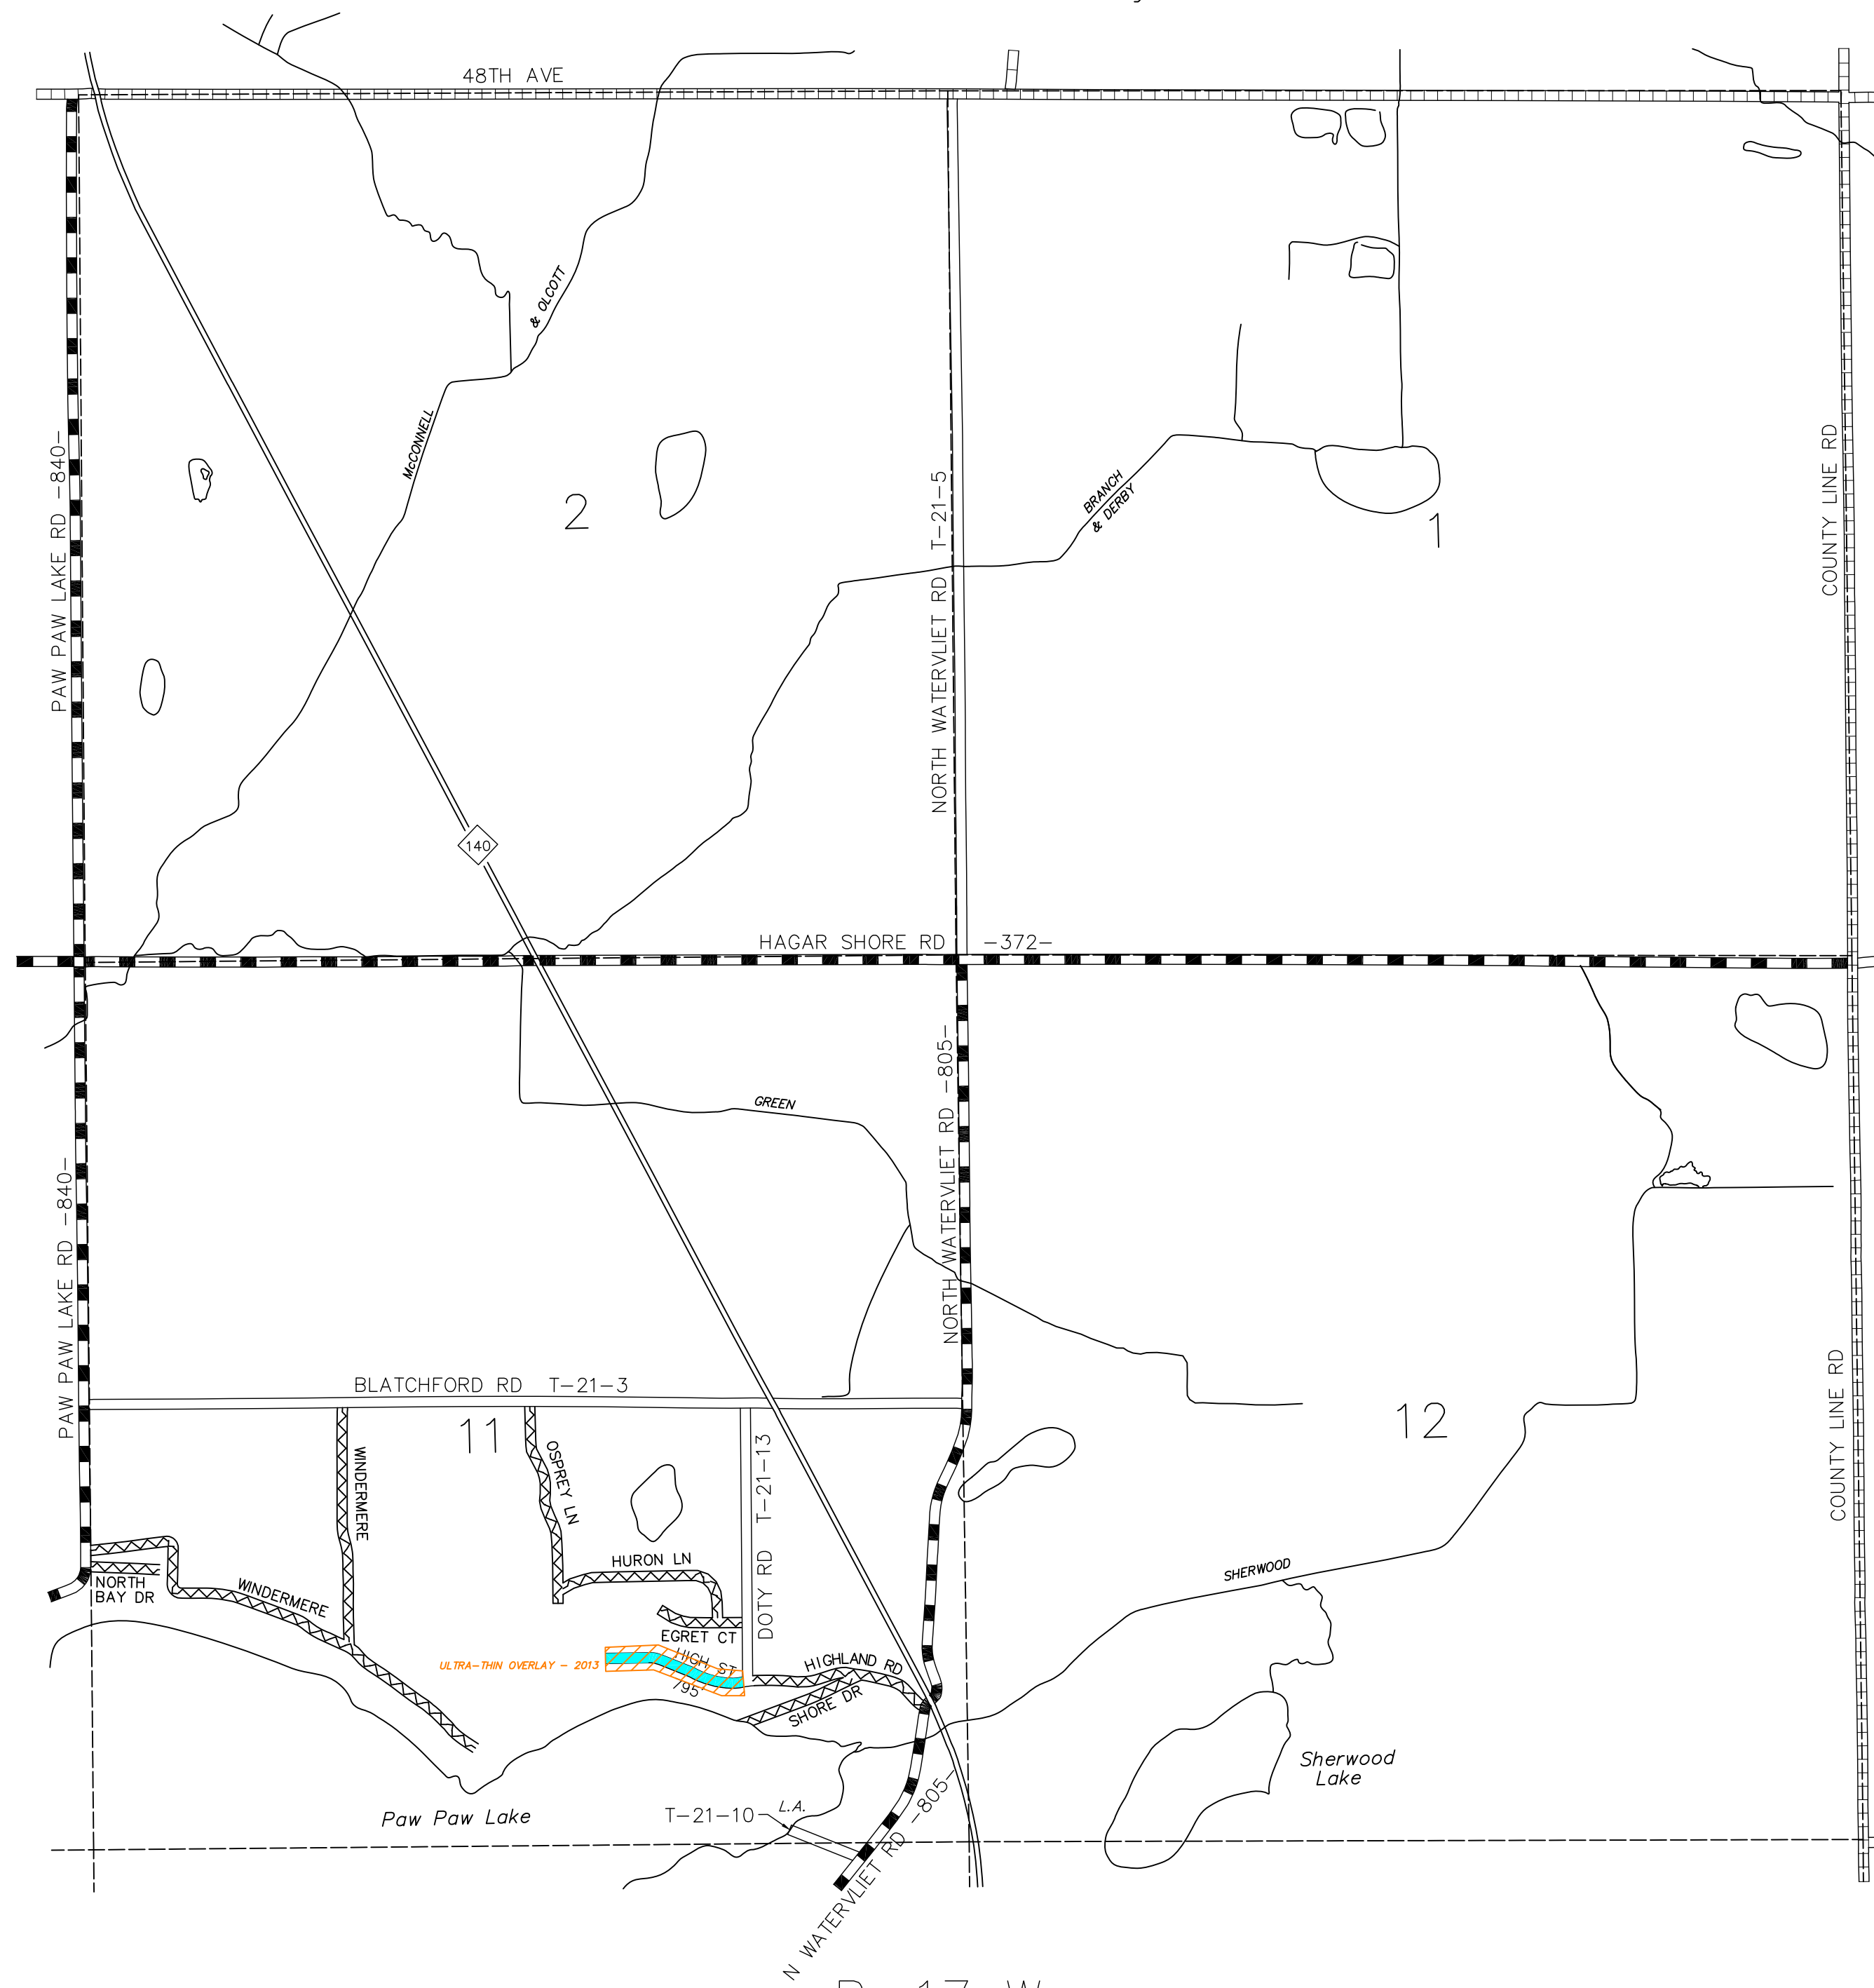 48TH AVE
& OLCOTT
McCONNELL
PAW PAW LAKE RD -840-
2
NORTH WATERVLIET RD T-21-5
BRANCH
& DERBY
1
COUNTY LINE RD
140
HAGAR SHORE RD -372-
GREEN
NORTH WATERVLIET RD -805-
PAW PAW LAKE RD -840-
BLATCHFORD RD T-21-3
11
12
COUNTY LINE RD
WINDERMERE
OSPREY LN
DOTY RD T-21-13
HURON LN
NORTH
BAY DR
WINDERMERE
SHERWOOD
EGRET CT
HIGH ST
795
ULTRA-THIN OVERLAY - 2013
HIGHLAND RD
SHORE DR
Sherwood
Lake
Paw Paw Lake
T-21-10
L.A.
N WATERVLIET RD -805-